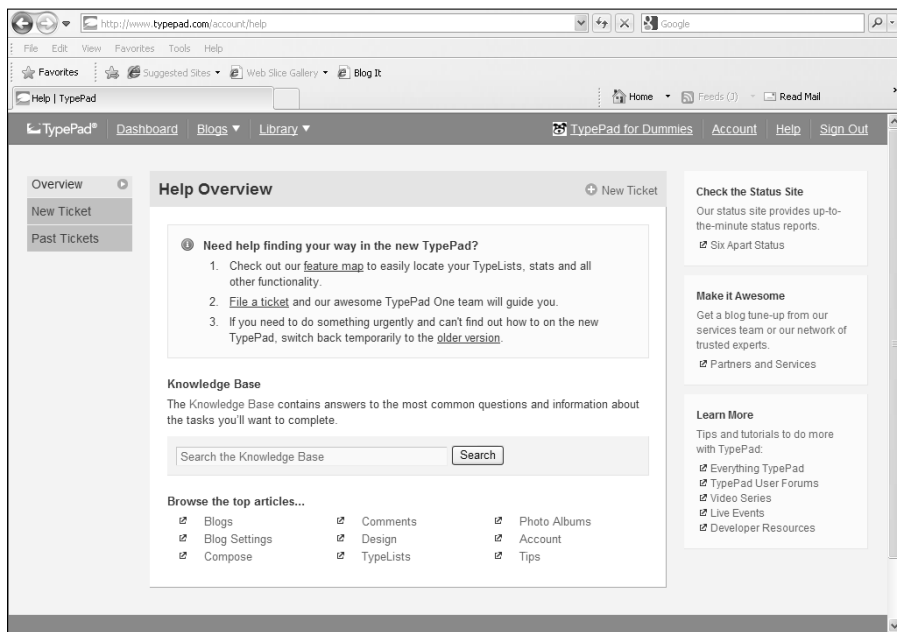 http://www.typepad.com/account/help
Google
File Edit View Favorites Tools Help
Favorites Suggested Sites Web Slice Gallery Blog It
Help | TypePad Home Feeds (J) Read Mail
TypePad® Dashboard Blogs Library TypePad for Dummies Account Help Sign Out
Overview
New Ticket
Past Tickets
Help Overview
New Ticket
Need help finding your way in the new TypePad?
1. Check out our feature map to easily locate your TypeLists, stats and all
other functionality.
2. File a ticket and our awesome TypePad One team will guide you.
3. If you need to do something urgently and can't find out how to on the new
TypePad, switch back temporarily to the older version.
Knowledge Base
The Knowledge Base contains answers to the most common questions and information about
the tasks you'll want to complete.
Search the Knowledge Base Search
Browse the top articles...
Blogs Comments Photo Albums
Blog Settings Design Account
Compose TypeLists Tips
Check the Status Site
Our status site provides up-to-
the-minute status reports.
Six Apart Status
Make it Awesome
Get a blog tune-up from our
services team or our network of
trusted experts.
Partners and Services
Learn More
Tips and tutorials to do more
with TypePad:
Everything TypePad
TypePad User Forums
Video Series
Live Events
Developer Resources